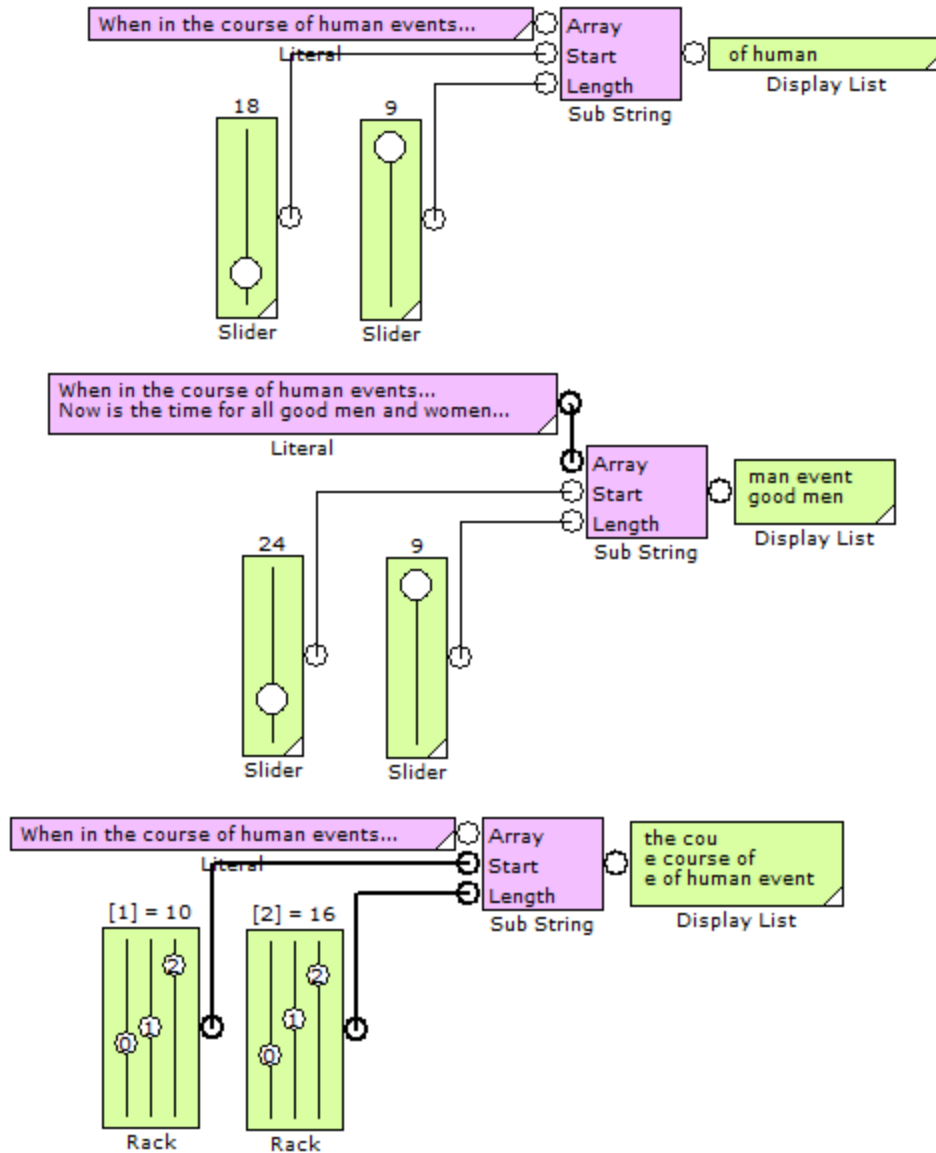 When in the course of human events...
Literal
Array
Start
Length
Sub String
of human
Display List
18
9
Slider
Slider
When in the course of human events...
Now is the time for all good men and women...
Literal
Array
Start
Length
Sub String
man event
good men
Display List
24
9
Slider
Slider
When in the course of human events...
Literal
Array
Start
Length
Sub String
the cou
e course of
e of human event
Display List
[1] = 10
[2] = 16
0
1
2
0
1
2
Rack
Rack